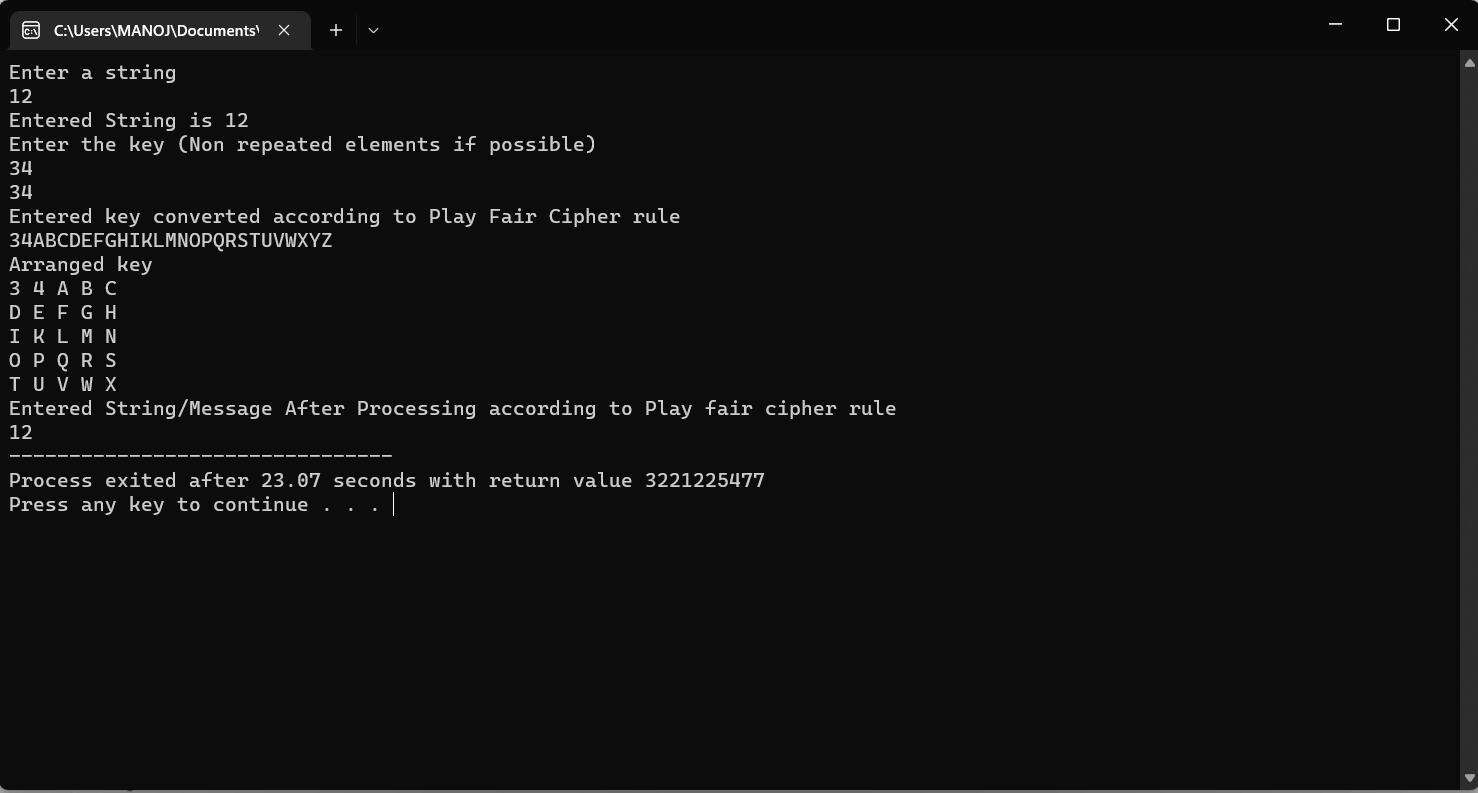 C:\Users\MANOJ\Documents\
Enter a string
12
Entered String is 12
Enter the key (Non repeated elements if possible)
34
34
Entered key converted according to Play Fair Cipher rule
34ABCDEFGHIKLMNOPQRSTUVWXYZ
Arranged key
3 4 A B C
D E F G H
I K L M N
O P Q R S
T U V W X
Entered String/Message After Processing according to Play fair cipher rule
12
--------------------------------
Process exited after 23.07 seconds with return value 3221225477
Press any key to continue . . .